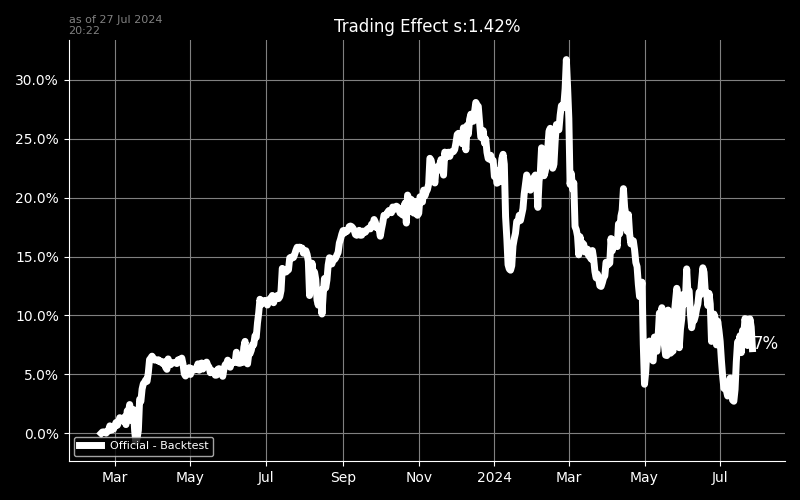 as of 27 Jul 2024
20:22
Trading Effect s:1.42%
30.0%
25.0%
20.0%
15.0%
10.0%
5.0%
0.0%
7%
Official - Backtest
Mar May Jul Sep Nov 2024 Mar May Jul